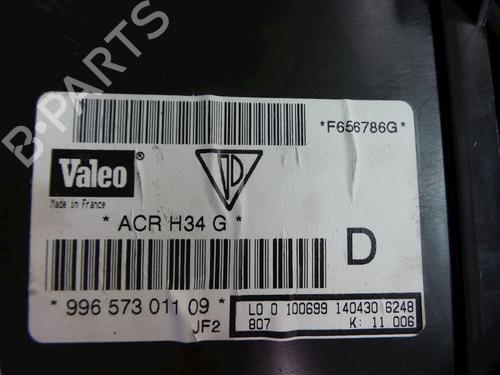 B-PARTS
*F656786G*
Valeo®
Made in France
JD
* ACR H34 G *
D
* 996 573 011 09 *
JF2
L0 0 100699 140430 6248
807 K: 11 006